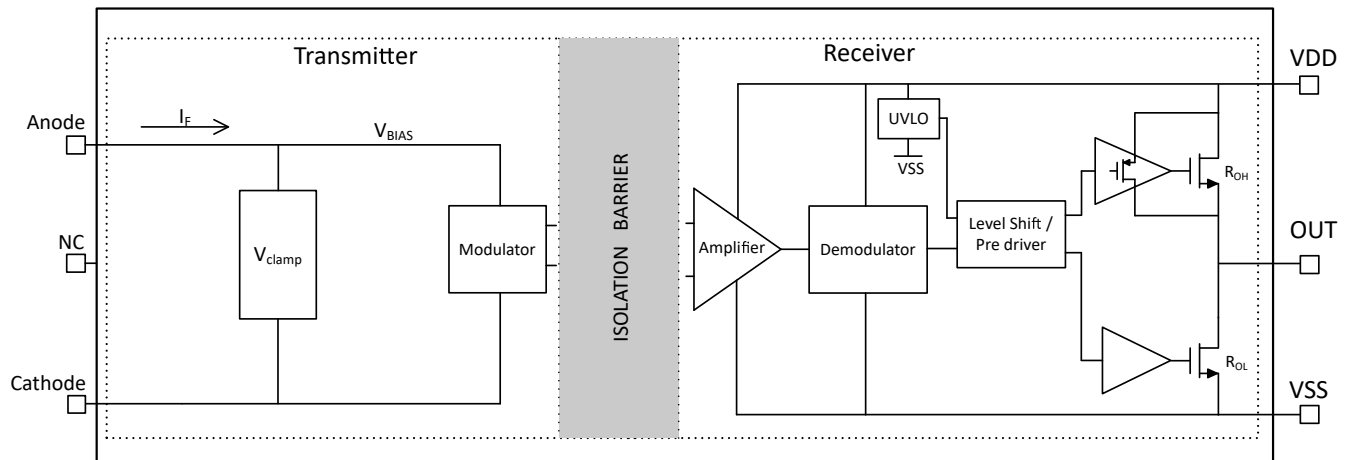 Transmitter
Receiver
VDD
Anode
I_F
V_BIAS
UVLO
VSS
R_OH
NC
V_clamp
Modulator
ISOLATION BARRIER
Amplifier
Demodulator
Level Shift /
Pre driver
OUT
Cathode
R_OL
VSS